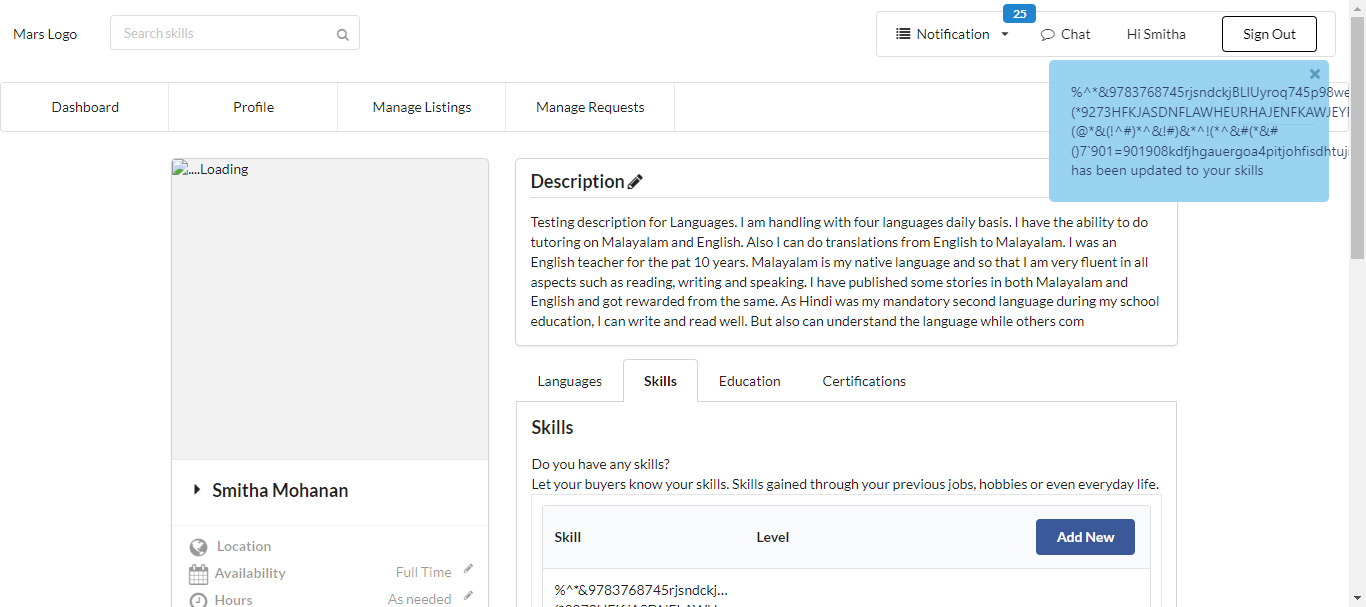 Mars Logo
Search skills
25
Notification
Chat
Hi Smitha
Sign Out
Dashboard
Profile
Manage Listings
Manage Requests
%^*&9783768745rjsndckjBLIUyroq745p98we
(*9273HFKJASDNFLAWHEURHAJENFKAWJEY
(@*&(!^#)*^&!#)&*^!(*^&#(*&#
()7`901=901908kdfjhgauergoa4pitjohfisdhtuj
has been updated to your skills
....Loading
Description
Testing description for Languages. I am handling with four languages daily basis. I have the ability to do
tutoring on Malayalam and English. Also I can do translations from English to Malayalam. I was an
English teacher for the pat 10 years. Malayalam is my native language and so that I am very fluent in all
aspects such as reading, writing and speaking. I have published some stories in both Malayalam and
English and got rewarded from the same. As Hindi was my mandatory second language during my school
education, I can write and read well. But also can understand the language while others com
Languages
Skills
Education
Certifications
Skills
Do you have any skills?
Let your buyers know your skills. Skills gained through your previous jobs, hobbies or even everyday life.
Smitha Mohanan
Skill
Level
Add New
Location
Availability
Full Time
Hours
As needed
%^*&9783768745rjsndckj...